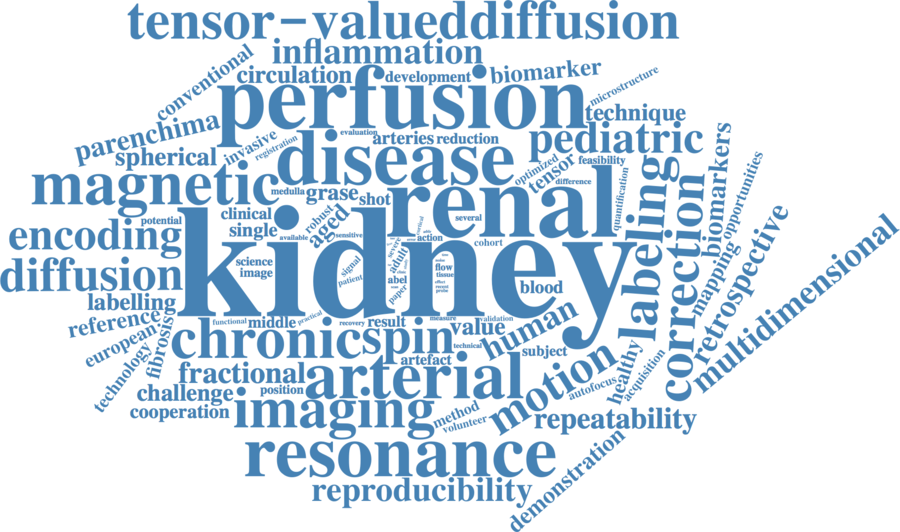 tensor-valueddiffusion
inflammation
conventional
circulation
development
biomarker
microstructure
perfusion
technique
parenchima
invasive
registration
evaluation
arteries
reduction
pediatric
spherical
disease
optimized
tensor
feasibility
difference
magnetic
medulla
grase
shot
renal
quantification
labeling
correction
biomarkers
opportunities
mapping
retrospective
multidimensional
potential
clinical
single
robust
aged
available
sensitive
several
encoding
kidney
severe
adult
action
cohort
diffusion
science
image
signal
patient
abel
paper
flow
tissue
effect
recent
probe
blood
labelling
reference
european
technology
fibrosis
functional
middle
practical
recovery
result
measure
validation
value
human
chronic
spin
technical
artefact
subject
fractional
position
arterial
motion
autofocus
healthy
acquisition
challenge
cooperation
imaging
method
volunteer
repeatability
resonance
demonstration
reproducibility